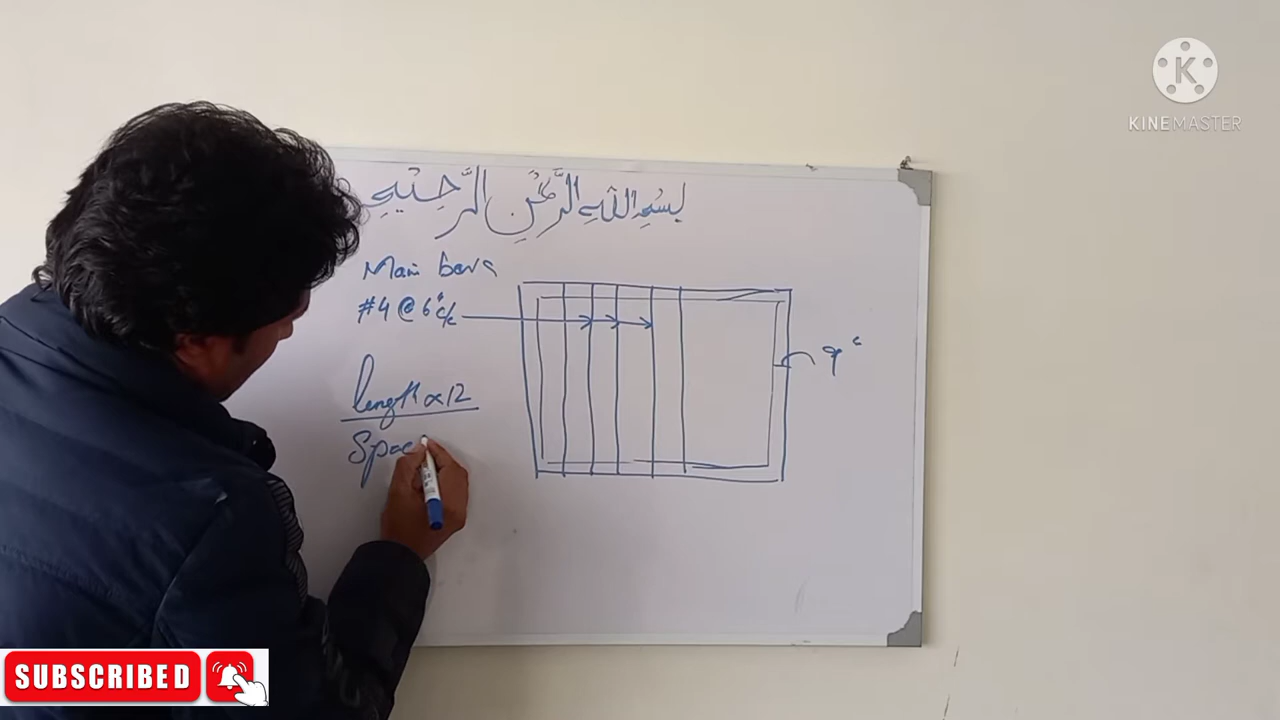 بسم الله الرحمن الرحيم
Main bars
#4 @ 6" c/c
9"
length x 12
Spac
K
KINEMASTER
SUBSCRIBED